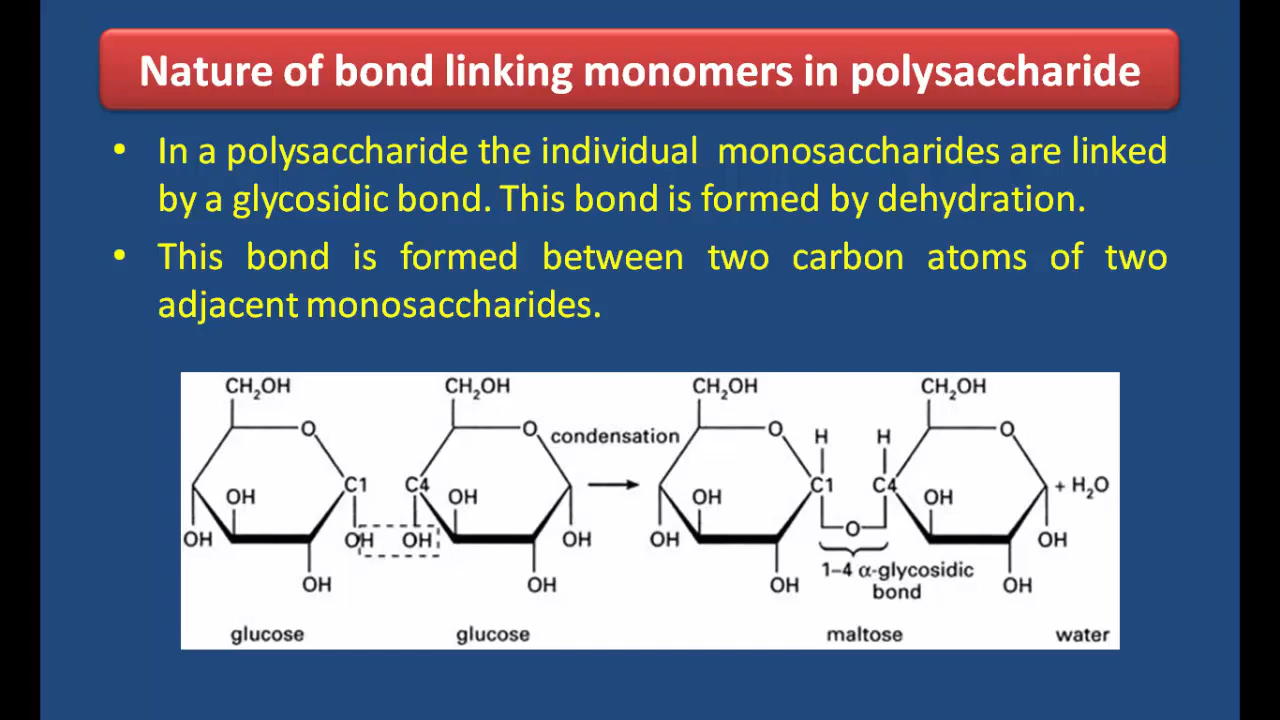 Nature of bond linking monomers in polysaccharide
• In a polysaccharide the individual monosaccharides are linked
by a glycosidic bond. This bond is formed by dehydration.
• This bond is formed between two carbon atoms of two
adjacent monosaccharides.
CH₂OH CH₂OH CH₂OH CH₂OH
O O condensation O H H O
OH C1 C4 OH OH C1 C4 OH + H₂O
OH OH OH OH OH O OH
OH OH OH 1–4 α-glycosidic OH
bond
glucose glucose maltose water